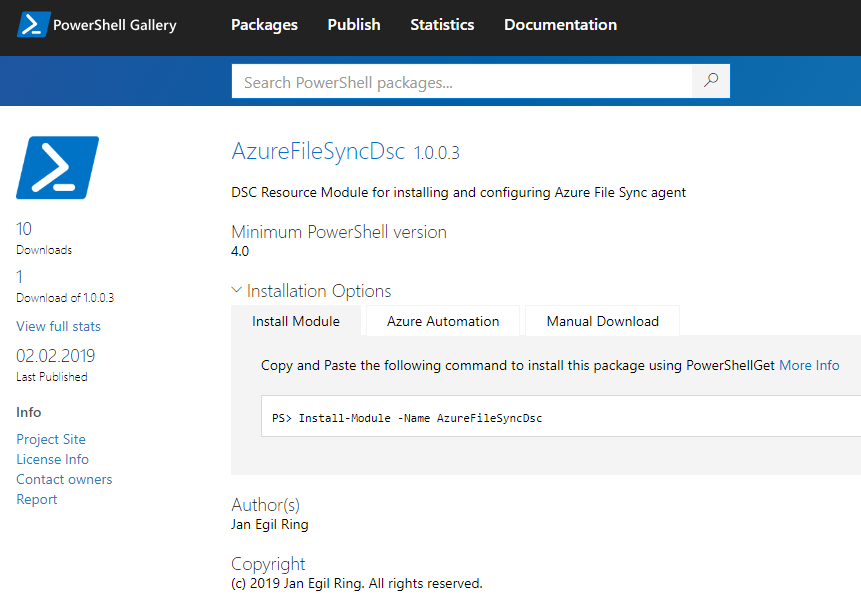 PowerShell Gallery
Packages
Publish
Statistics
Documentation
Search PowerShell packages...
10
Downloads
1
Download of 1.0.0.3
View full stats
02.02.2019
Last Published
Info
Project Site
License Info
Contact owners
Report
AzureFileSyncDsc 1.0.0.3
DSC Resource Module for installing and configuring Azure File Sync agent
Minimum PowerShell version
4.0
Installation Options
Install Module
Azure Automation
Manual Download
Copy and Paste the following command to install this package using PowerShellGet More Info
PS> Install-Module -Name AzureFileSyncDsc
Author(s)
Jan Egil Ring
Copyright
(c) 2019 Jan Egil Ring. All rights reserved.